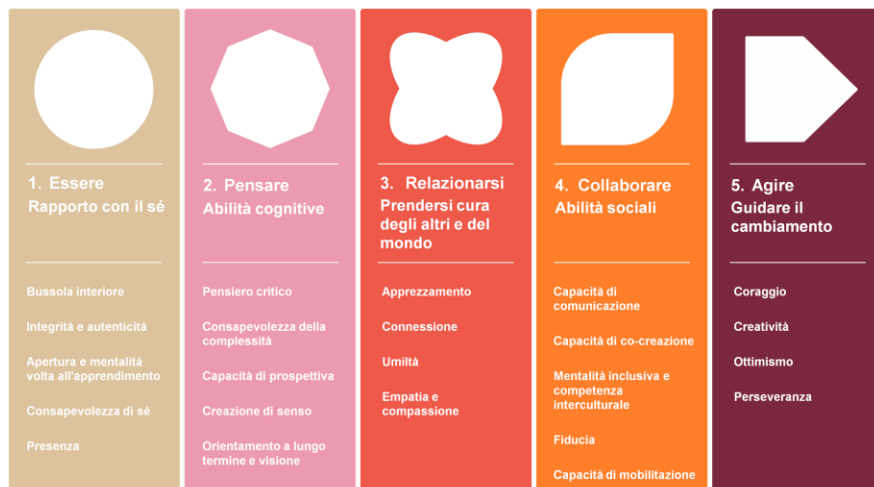 1. Essere
Rapporto con il sé
Bussola interiore
Integrità e autenticità
Apertura e mentalità
volta all'apprendimento
Consapevolezza di sé
Presenza
2. Pensare
Abilità cognitive
Pensiero critico
Consapevolezza della
complessità
Capacità di prospettiva
Creazione di senso
Orientamento a lungo
termine e visione
3. Relazionarsi
Prendersi cura
degli altri e del
mondo
Apprezzamento
Connessione
Umiltà
Empatia e
compassione
4. Collaborare
Abilità sociali
Capacità di
comunicazione
Capacità di co-creazione
Mentalità inclusiva e
competenza
interculturale
Fiducia
Capacità di mobilitazione
5. Agire
Guidare il
cambiamento
Coraggio
Creatività
Ottimismo
Perseveranza